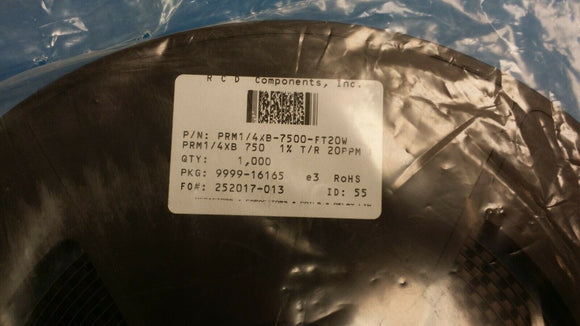 R C D Components, Inc.
P/N: PRM1/4XB-7500-FT20W
PRM1/4XB 750 1% T/R 20PPM
QTY: 1,000
PKG: 9999-16165 e3 RoHS
FO#: 252017-013 ID: 55